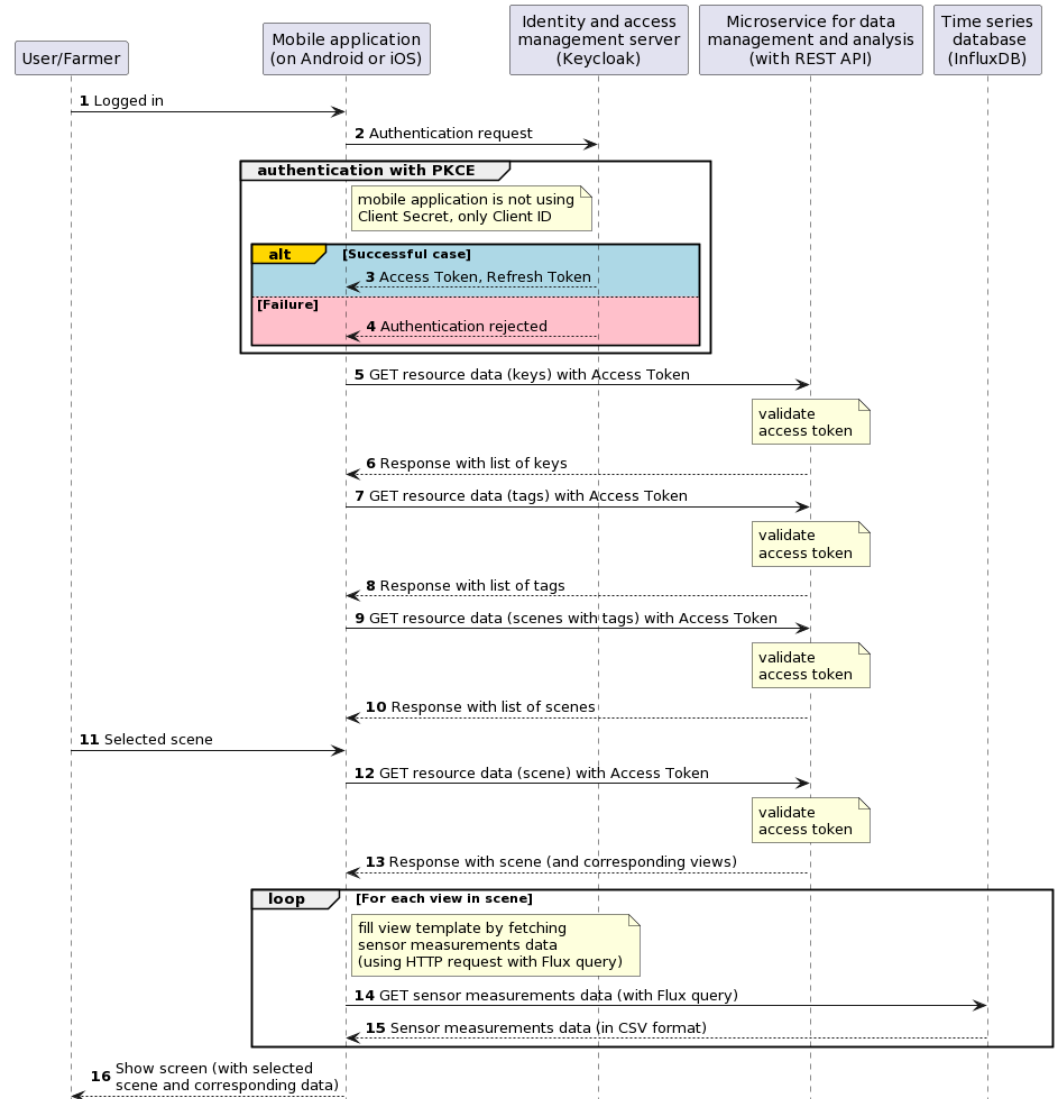 User/Farmer
Mobile application
(on Android or iOS)
Identity and access
management server
(Keycloak)
Microservice for data
management and analysis
(with REST API)
Time series
database
(InfluxDB)
1 Logged in
2 Authentication request
authentication with PKCE
mobile application is not using
Client Secret, only Client ID
alt [Successful case]
3 Access Token, Refresh Token
[Failure]
4 Authentication rejected
5 GET resource data (keys) with Access Token
validate
access token
6 Response with list of keys
7 GET resource data (tags) with Access Token
validate
access token
8 Response with list of tags
9 GET resource data (scenes with tags) with Access Token
validate
access token
10 Response with list of scenes
11 Selected scene
12 GET resource data (scene) with Access Token
validate
access token
13 Response with scene (and corresponding views)
loop [For each view in scene]
fill view template by fetching
sensor measurements data
(using HTTP request with Flux query)
14 GET sensor measurements data (with Flux query)
15 Sensor measurements data (in CSV format)
16 Show screen (with selected
scene and corresponding data)